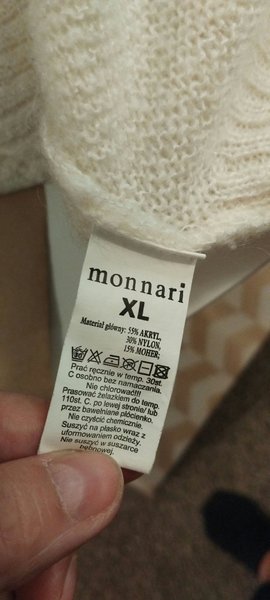 monnari
XL
Materiał główny: 55% AKRYL,
30% NYLON,
15% MOHER;
Prać ręcznie w temp. 30st.
C osobno bez namaczania.
Nie chlorować!!!
Prasować żelazkiem do temp.
110st. C. po lewej stronie/ lub
przez bawełniane płócienko.
Nie czyścić chemicznie.
Suszyć na płasko wraz z
uformowaniem odzieży.
Nie suszyć w suszarce
bębnowej.